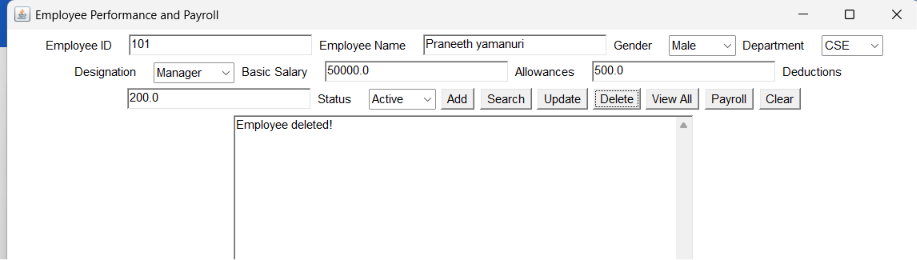 Employee Performance and Payroll
Employee ID 101 Employee Name Praneeth yamanuri Gender Male Department CSE
Designation Manager Basic Salary 50000.0 Allowances 500.0 Deductions
200.0 Status Active Add Search Update Delete View All Payroll Clear
Employee deleted!